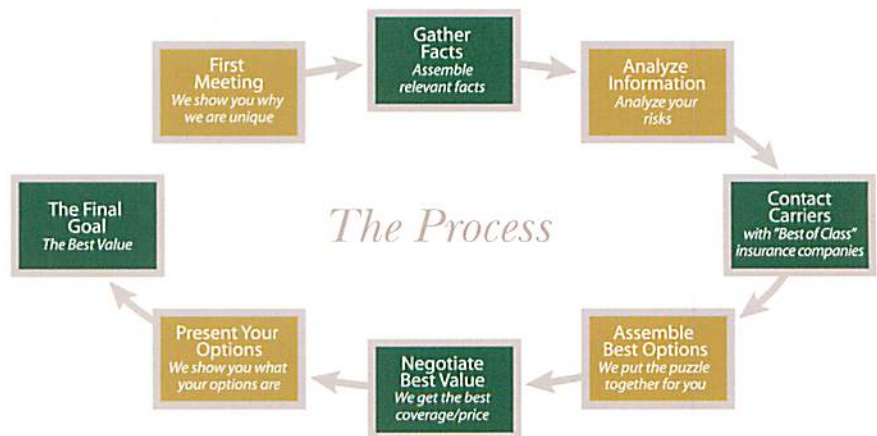 First
Meeting
We show you why
we are unique
Gather
Facts
Assemble
relevant facts
Analyze
Information
Analyze your
risks
Contact
Carriers
with "Best of Class"
insurance companies
Assemble
Best Options
We put the puzzle
together for you
Negotiate
Best Value
We get the best
coverage/price
Present Your
Options
We show you what
your options are
The Final
Goal
The Best Value
The Process